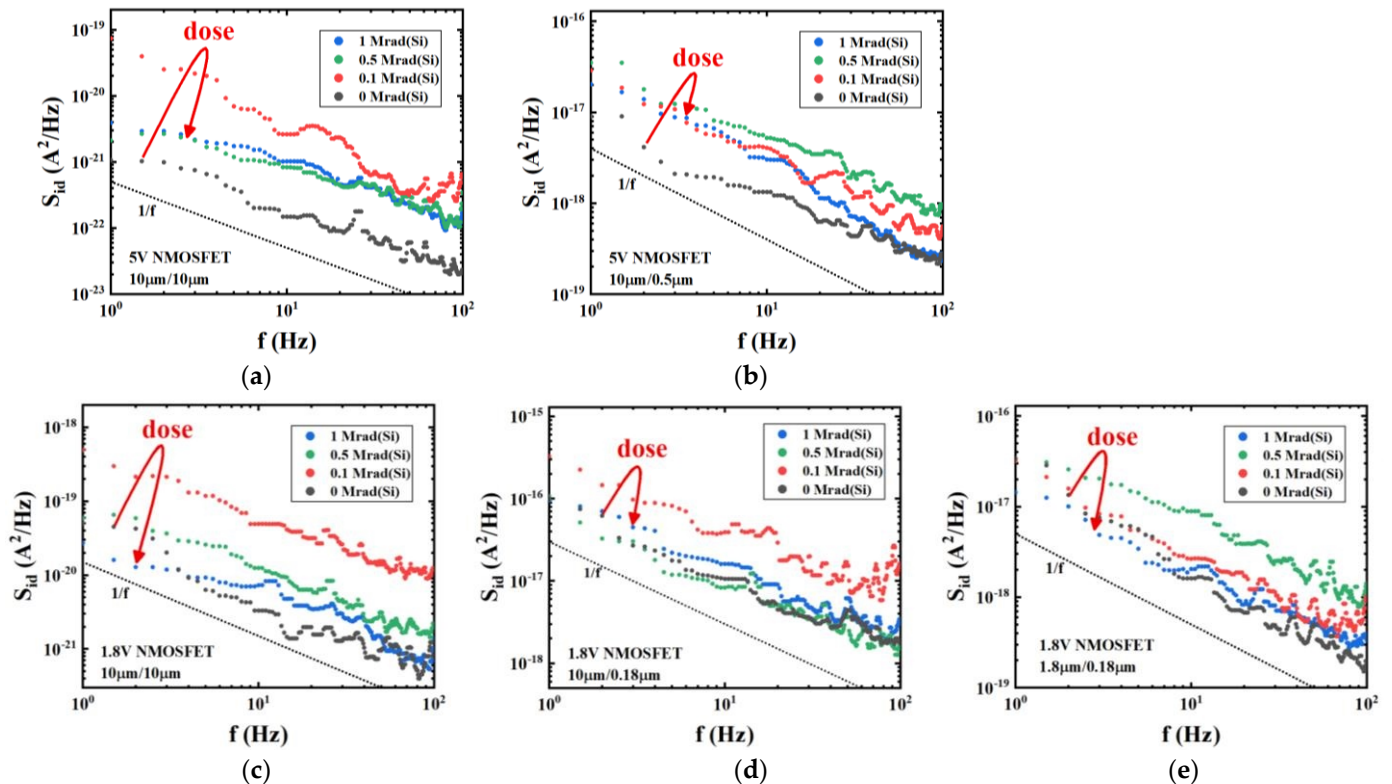 10⁻¹⁹
10⁻²⁰
10⁻²¹
10⁻²²
10⁻²³
S_id (A²/Hz)
dose
1 Mrad(Si)
0.5 Mrad(Si)
0.1 Mrad(Si)
0 Mrad(Si)
1/f
5V NMOSFET
10μm/10μm
10⁰
10¹
10²
f (Hz)
(a)
10⁻¹⁶
10⁻¹⁷
10⁻¹⁸
10⁻¹⁹
S_id (A²/Hz)
dose
1 Mrad(Si)
0.5 Mrad(Si)
0.1 Mrad(Si)
0 Mrad(Si)
1/f
5V NMOSFET
10μm/0.5μm
10⁰
10¹
10²
f (Hz)
(b)
10⁻¹⁸
10⁻¹⁹
10⁻²⁰
10⁻²¹
S_id (A²/Hz)
dose
1 Mrad(Si)
0.5 Mrad(Si)
0.1 Mrad(Si)
0 Mrad(Si)
1/f
1.8V NMOSFET
10μm/10μm
10⁰
10¹
10²
f (Hz)
(c)
10⁻¹⁵
10⁻¹⁶
10⁻¹⁷
10⁻¹⁸
S_id (A²/Hz)
dose
1 Mrad(Si)
0.5 Mrad(Si)
0.1 Mrad(Si)
0 Mrad(Si)
1/f
1.8V NMOSFET
10μm/0.18μm
10⁰
10¹
10²
f (Hz)
(d)
10⁻¹⁶
10⁻¹⁷
10⁻¹⁸
10⁻¹⁹
S_id (A²/Hz)
dose
1 Mrad(Si)
0.5 Mrad(Si)
0.1 Mrad(Si)
0 Mrad(Si)
1/f
1.8V NMOSFET
1.8μm/0.18μm
10⁰
10¹
10²
f (Hz)
(e)